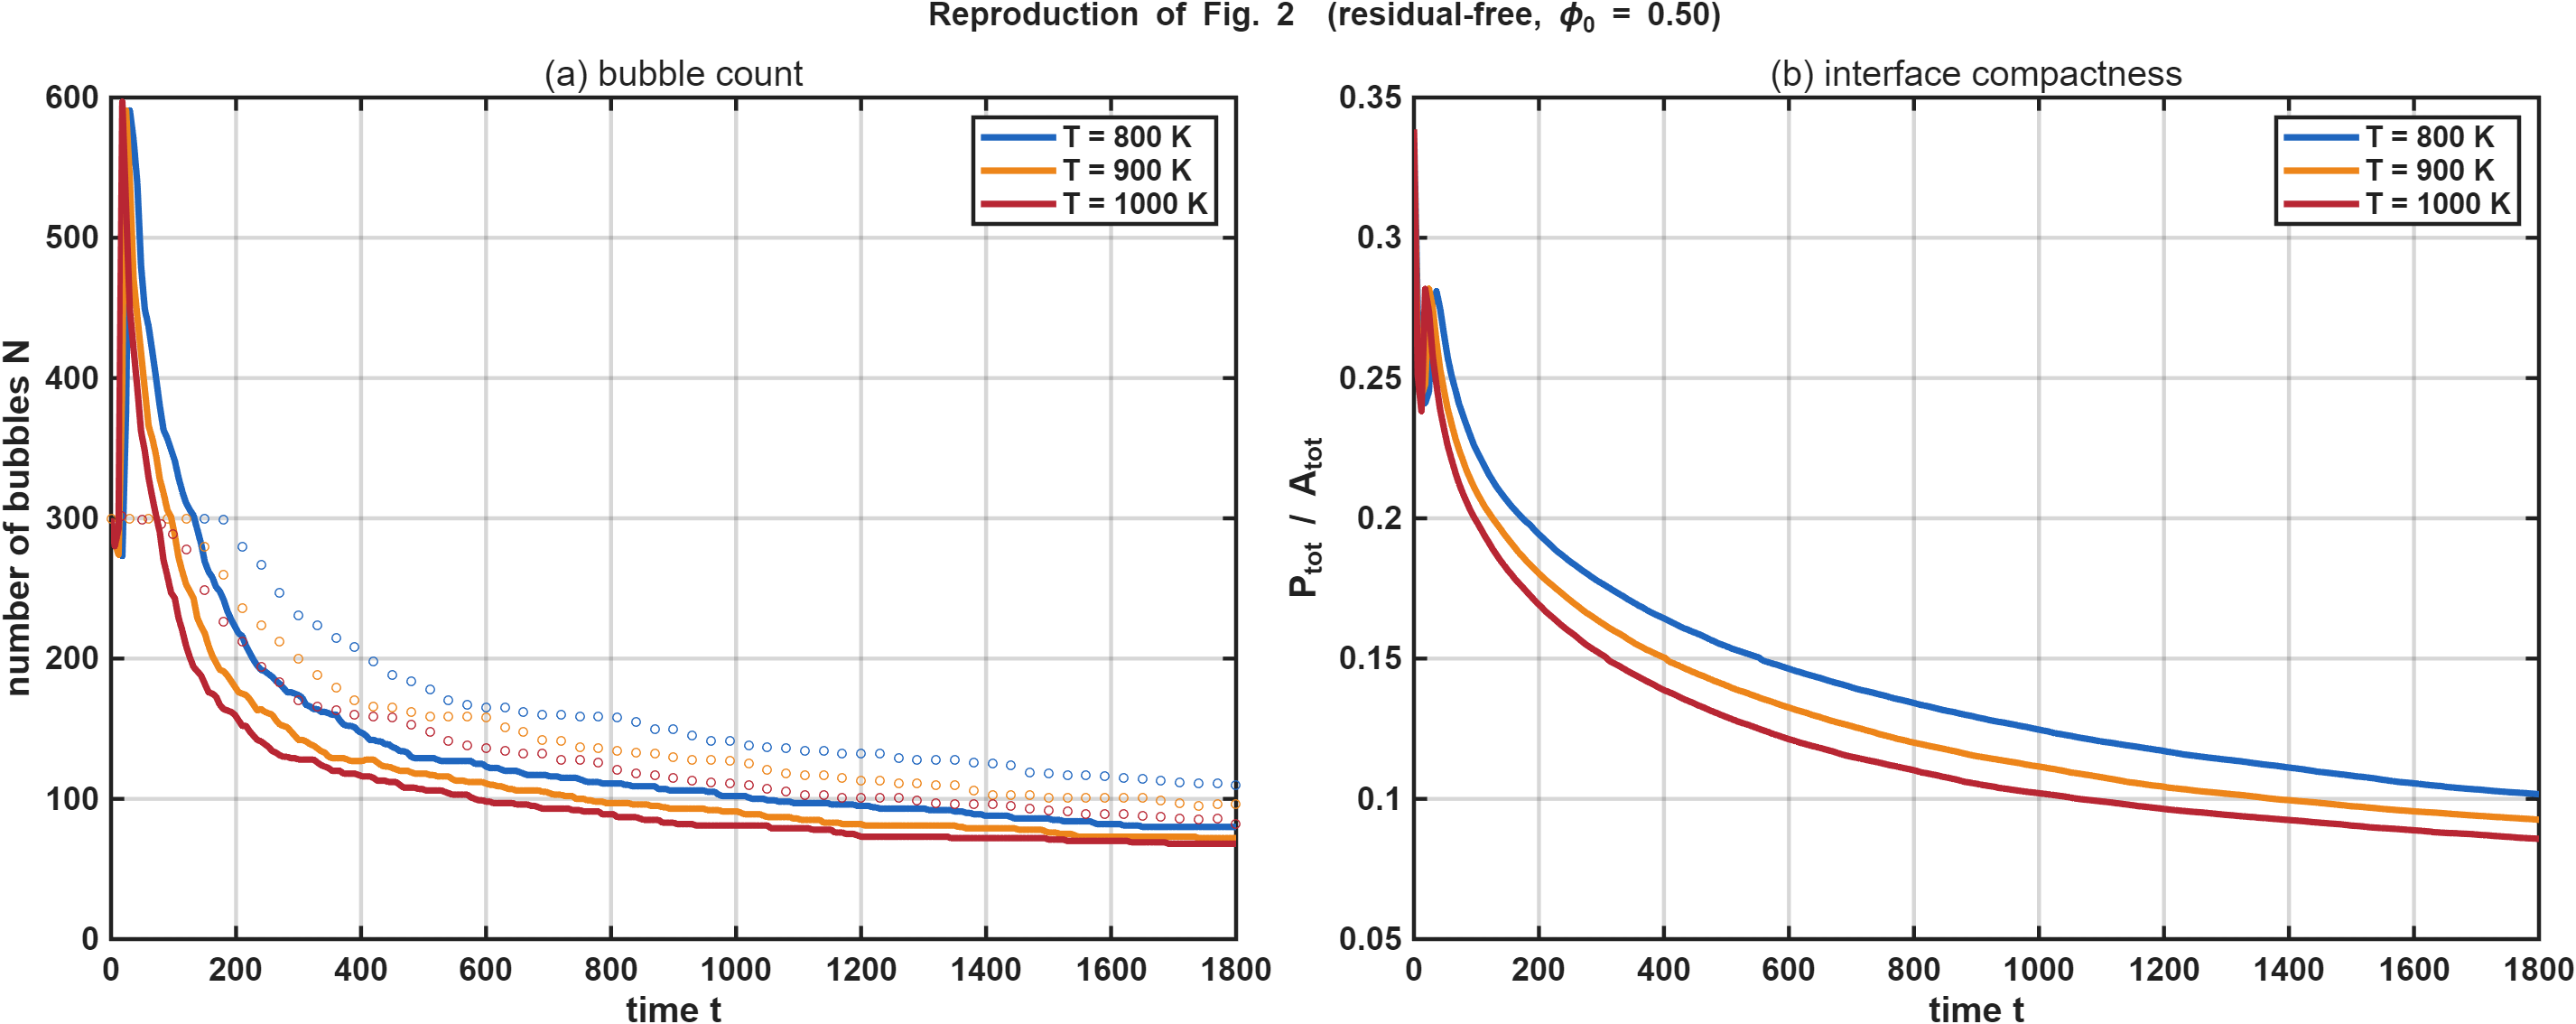 Reproduction of Fig. 2 (residual-free, ϕ0 = 0.50)
(a) bubble count
number of bubbles N
600
500
400
300
200
100
0
T = 800 K
T = 900 K
T = 1000 K
0 200 400 600 800 1000 1200 1400 1600 1800
time t
(b) interface compactness
Ptot / Atot
0.35
0.3
0.25
0.2
0.15
0.1
0.05
T = 800 K
T = 900 K
T = 1000 K
0 200 400 600 800 1000 1200 1400 1600 1800
time t